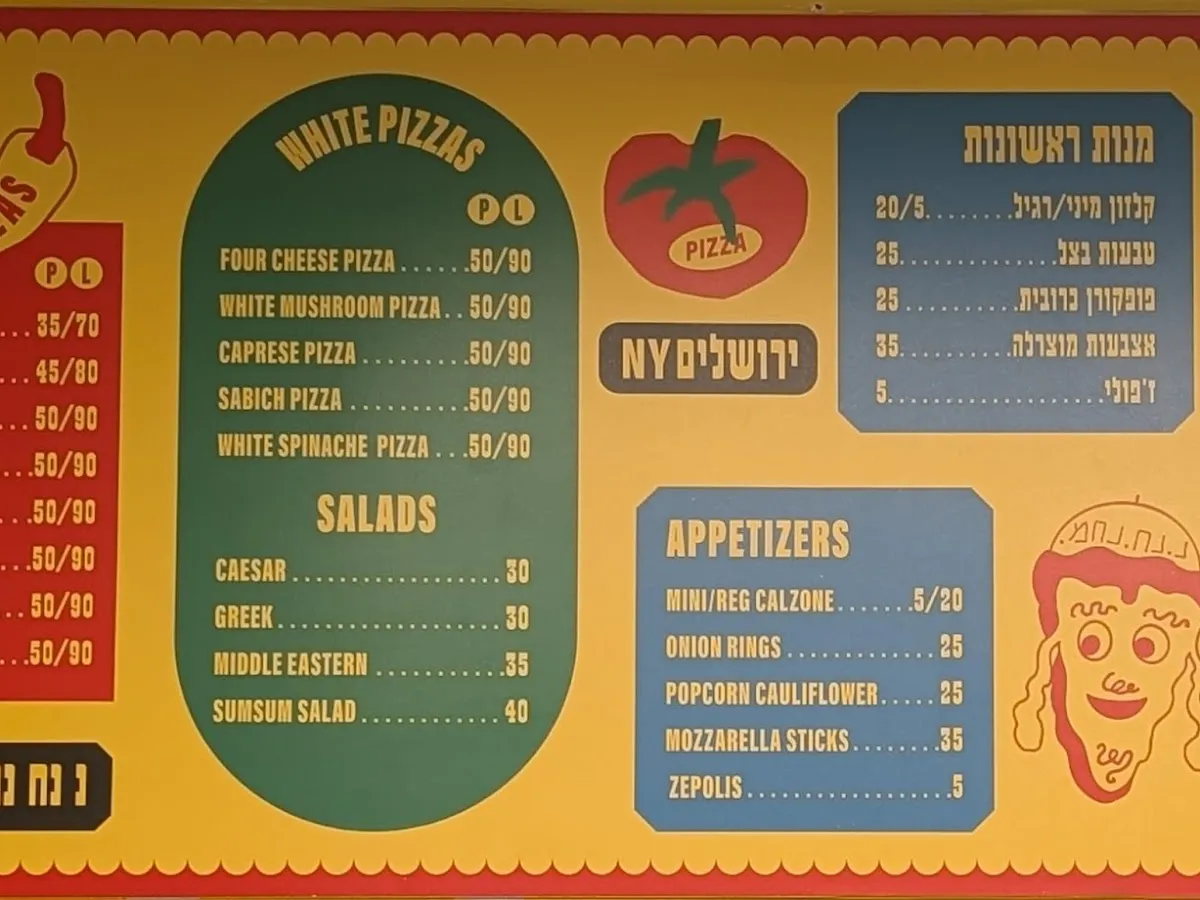 P L
...35/70
...45/80
...50/90
...50/90
...50/90
...50/90
...50/90
...50/90
נ נח
WHITE PIZZAS
P L
FOUR CHEESE PIZZA......50/90
WHITE MUSHROOM PIZZA..50/90
CAPRESE PIZZA.........50/90
SABICH PIZZA..........50/90
WHITE SPINACHE PIZZA...50/90
SALADS
CAESAR..................30
GREEK...................30
MIDDLE EASTERN...........35
SUMSUM SALAD............40
PIZZA
ירושלים NY
מנות ראשונות
קלזון מיני/רגיל........20/5
טבעות בצל.............25
פופקורן כרובית.........25
אצבעות מוצרלה..........35
ז'פולי...................5
APPETIZERS
MINI/REG CALZONE.......5/20
ONION RINGS.............25
POPCORN CAULIFLOWER.....25
MOZZARELLA STICKS........35
ZEPOLIS..................5